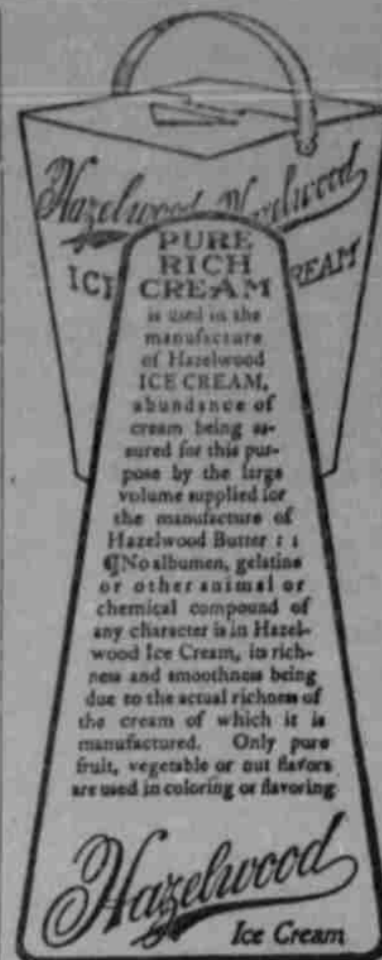 Hazelwood Hazelwood
ICE CREAM
PURE
RICH
CREAM
is used in the
manufacture
of Hazelwood
ICE CREAM,
abundance of
cream being as-
sured for this pur-
pose by the large
volume supplied for
the manufacture of
Hazelwood Butter : :
¶No albumen, gelatine
or other animal or
chemical compound of
any character is in Hazel-
wood Ice Cream, its rich-
ness and smoothness being
due to the actual richness of
the cream of which it is
manufactured. Only pure
fruit, vegetable or nut flavors
are used in coloring or flavoring
Hazelwood
Ice Cream